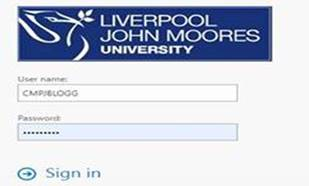 LIVERPOOL
JOHN MOORES
UNIVERSITY
User name:
CMPJBLOGG
Password:
•••••••••
Sign in